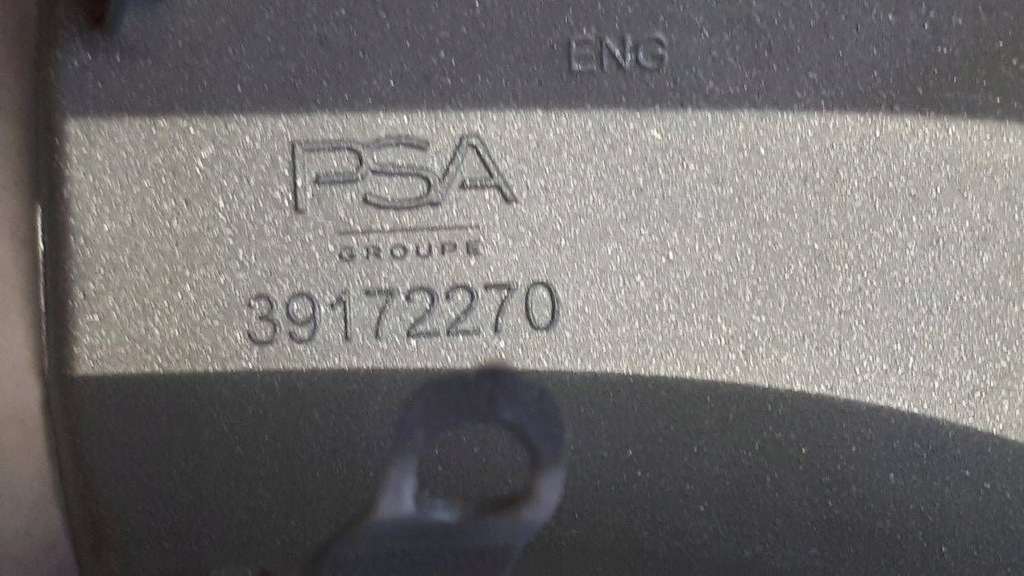 ENG
PSA
GROUPE
39172270